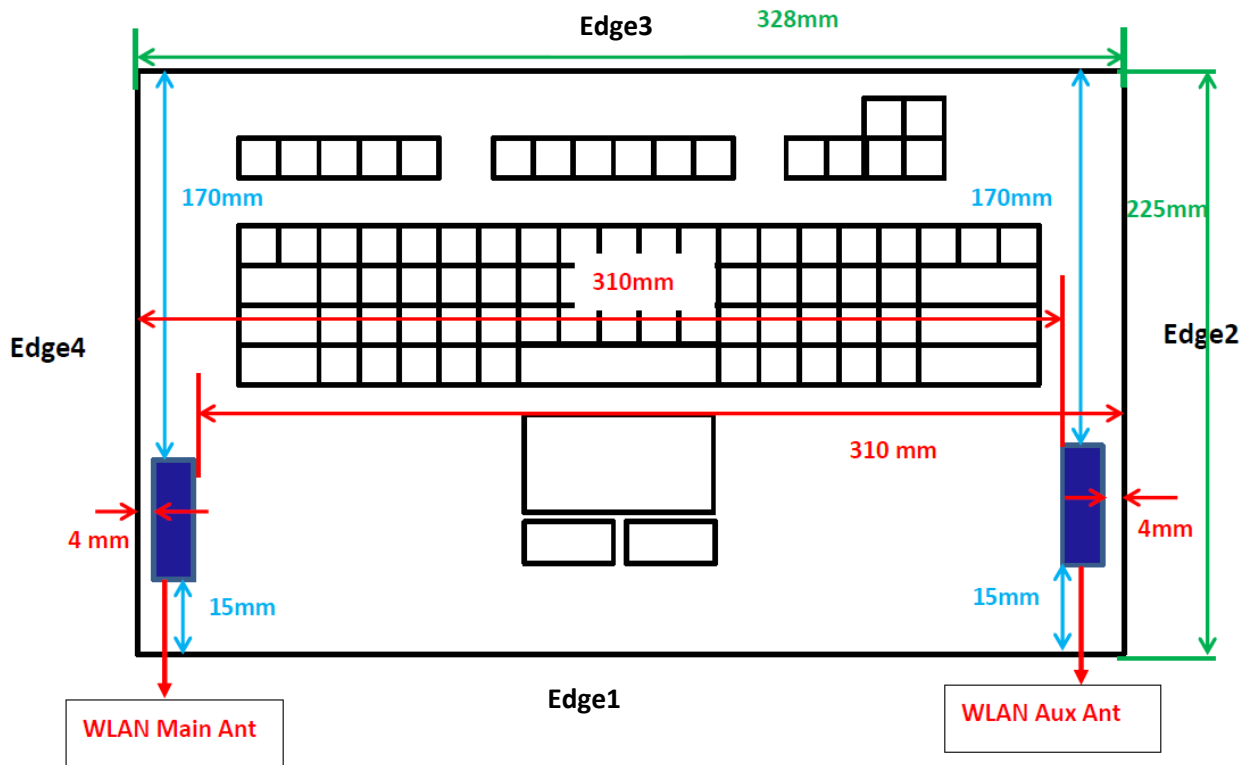 Edge3
328mm
170mm
170mm
225mm
310mm
Edge4
Edge2
310 mm
4 mm
4mm
15mm
15mm
Edge1
WLAN Main Ant
WLAN Aux Ant